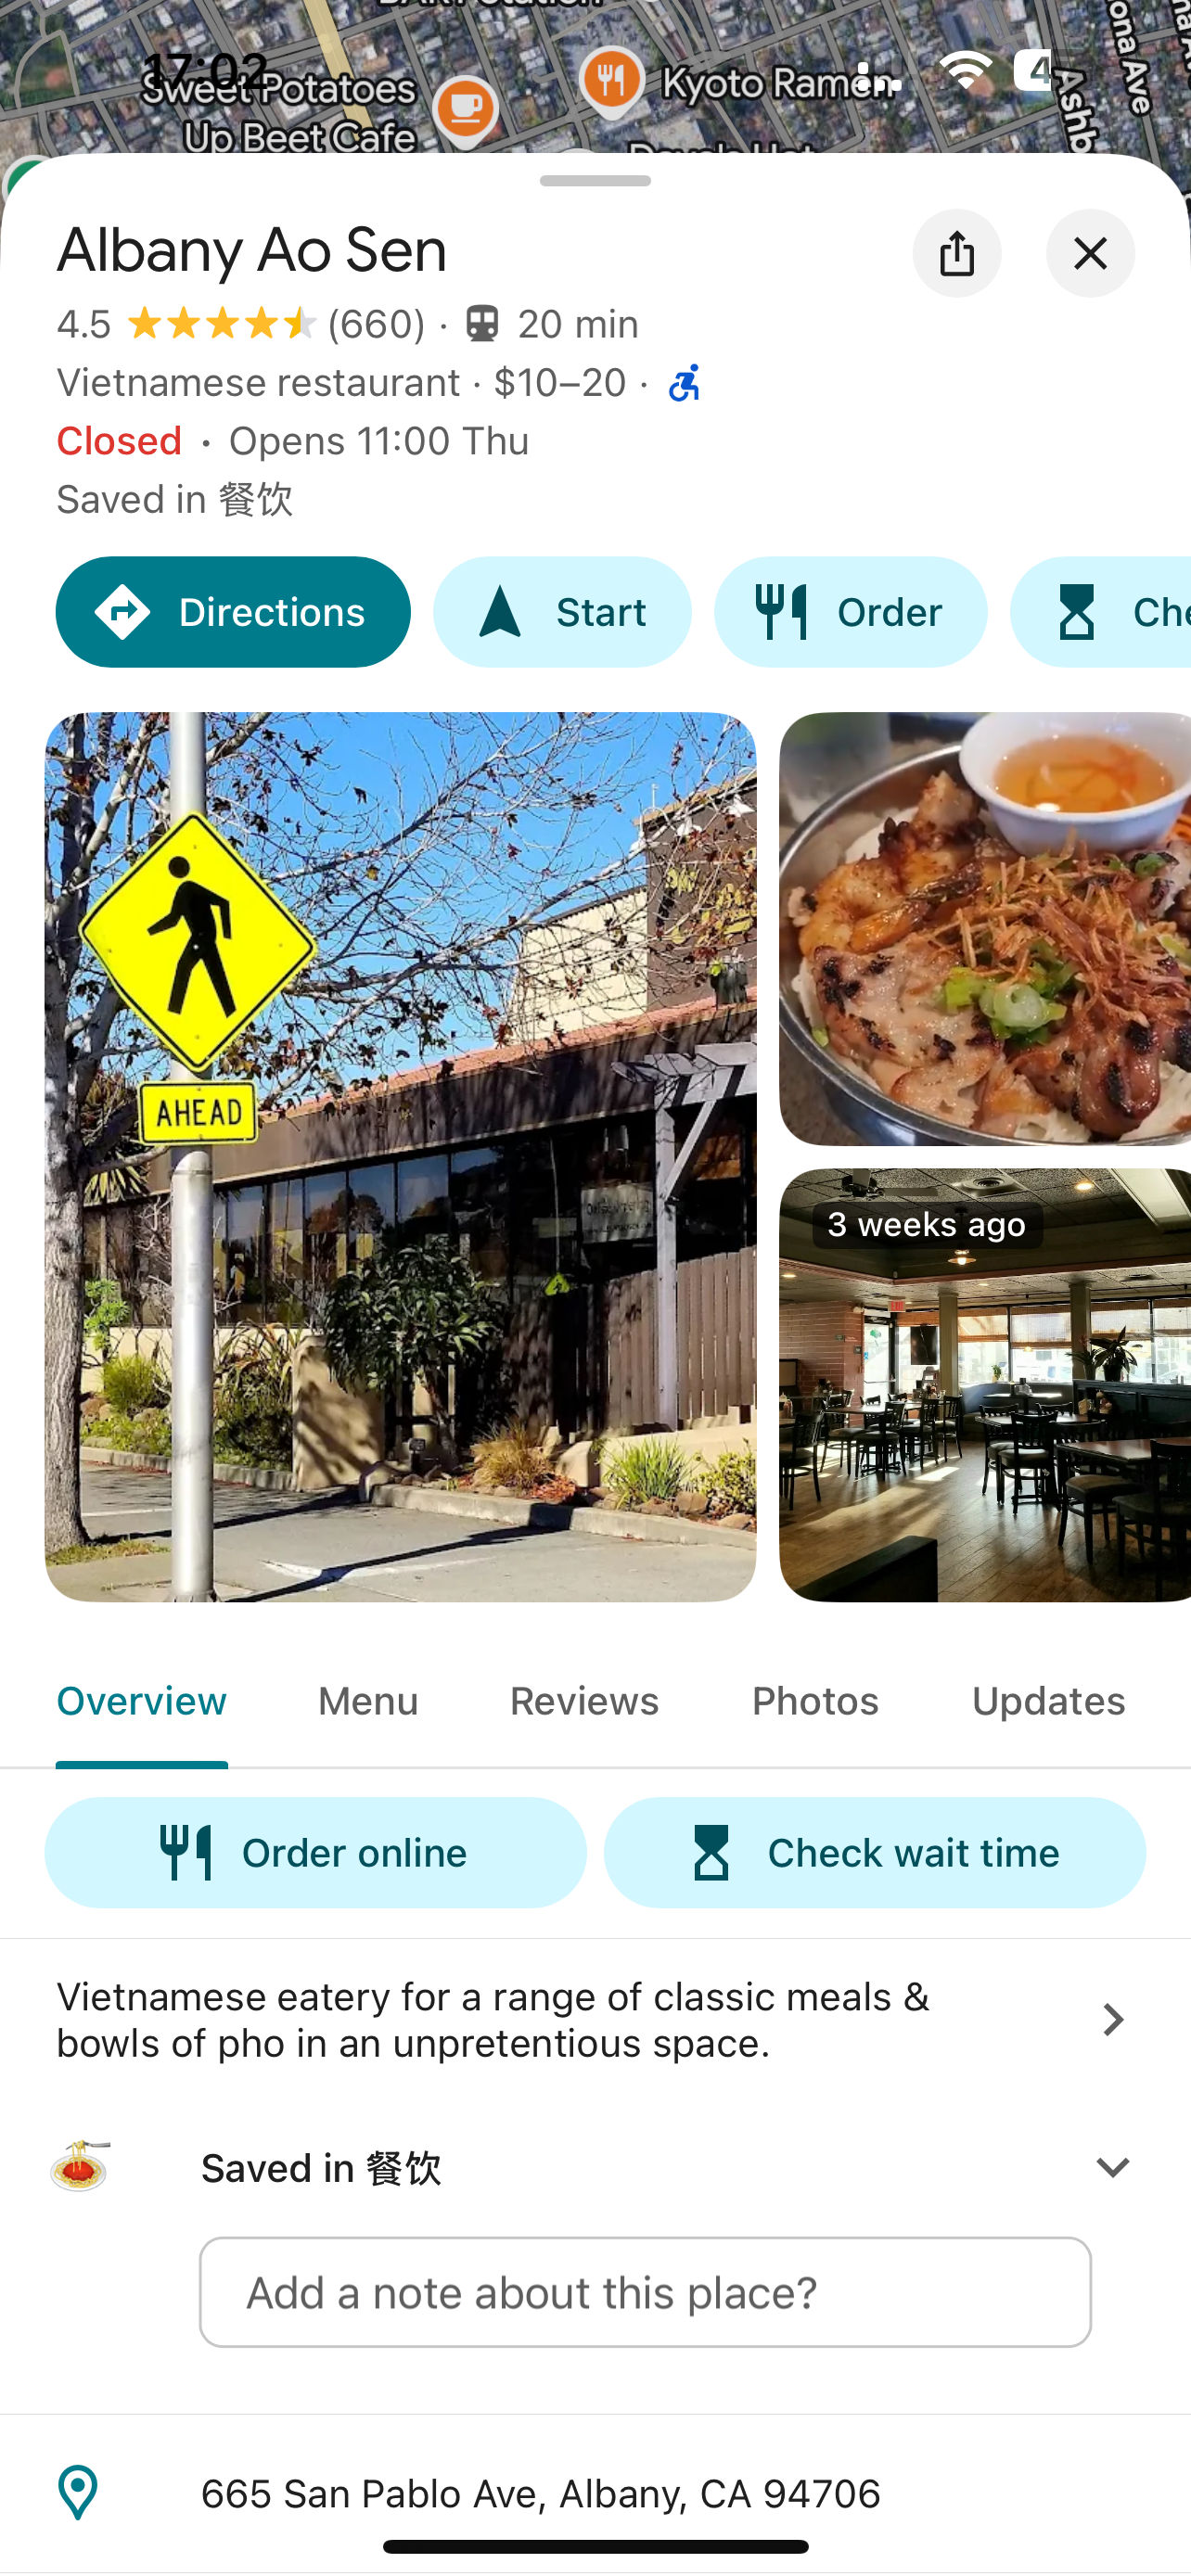 17:02
Sweet Potatoes
Up Beet Cafe
Kyoto Ramen
Albany Ao Sen
4.5 (660) · 20 min
Vietnamese restaurant · $10–20 ·
Closed · Opens 11:00 Thu
Saved in 餐饮
Directions
Start
Order
AHEAD
3 weeks ago
Overview
Menu
Reviews
Photos
Updates
Order online
Check wait time
Vietnamese eatery for a range of classic meals &
bowls of pho in an unpretentious space.
Saved in 餐饮
Add a note about this place?
665 San Pablo Ave, Albany, CA 94706